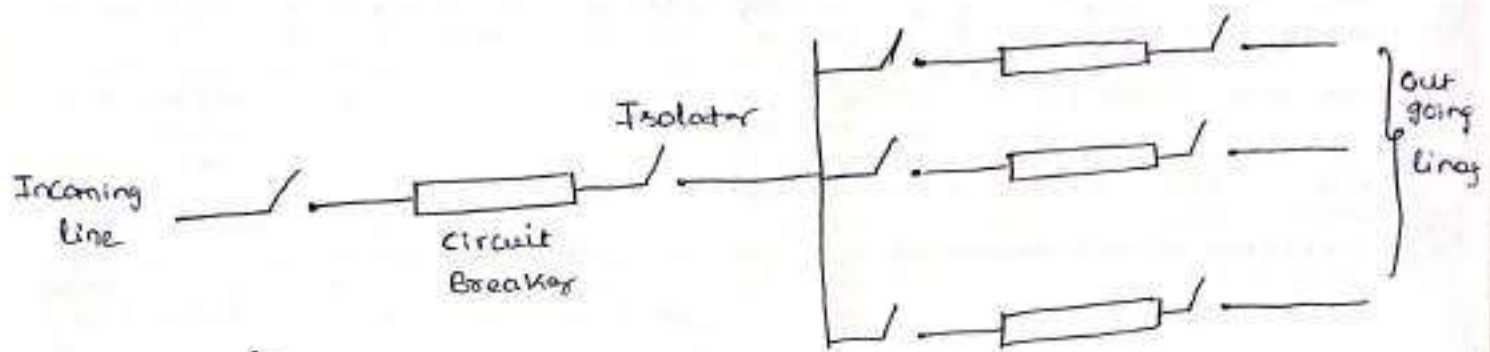 Incoming
line
Isolator
Circuit
Breaker
Out
going
lines